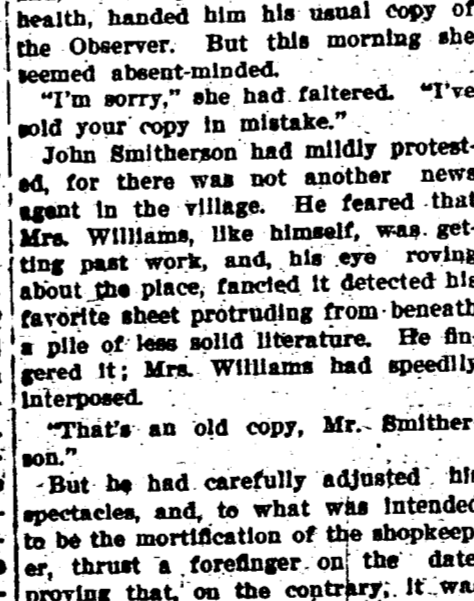 health, handed him his usual copy of
the Observer. But this morning she
seemed absent-minded.
"I'm sorry," she had faltered. "I've
sold your copy in mistake."
John Smitherson had mildly protest-
ed, for there was not another news
agent in the village. He feared that
Mrs. Williams, like himself, was get-
ting past work, and, his eye roving
about the place, fancied it detected his
favorite sheet protruding from beneath
a pile of less solid literature. He fin-
gered it; Mrs. Williams had speedily
interposed.
"That's an old copy, Mr. Smither
son."
But he had carefully adjusted his
spectacles, and, to what was intended
to be the mortification of the shopkeep
er, thrust a forefinger on the date
proving that, on the contrary, it was